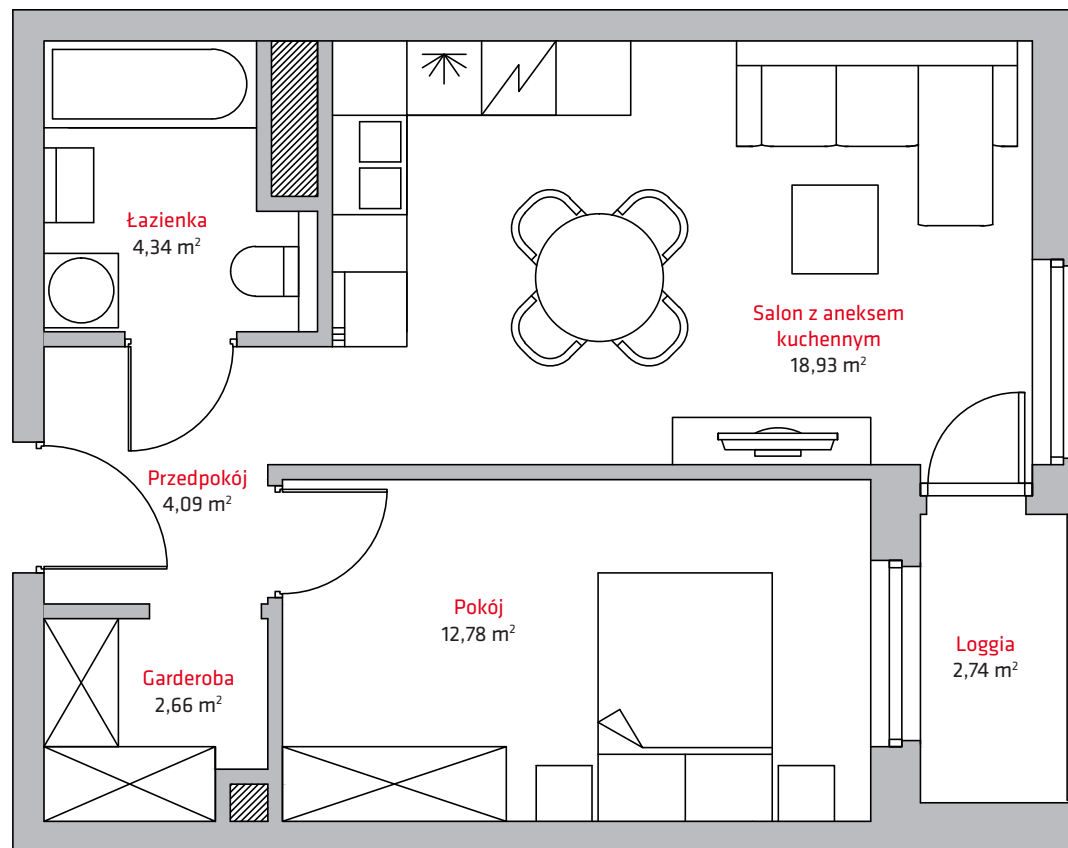 Łazienka
4,34 m²
Salon z aneksem
kuchennym
18,93 m²
Przedpokój
4,09 m²
Pokój
12,78 m²
Loggia
2,74 m²
Garderoba
2,66 m²